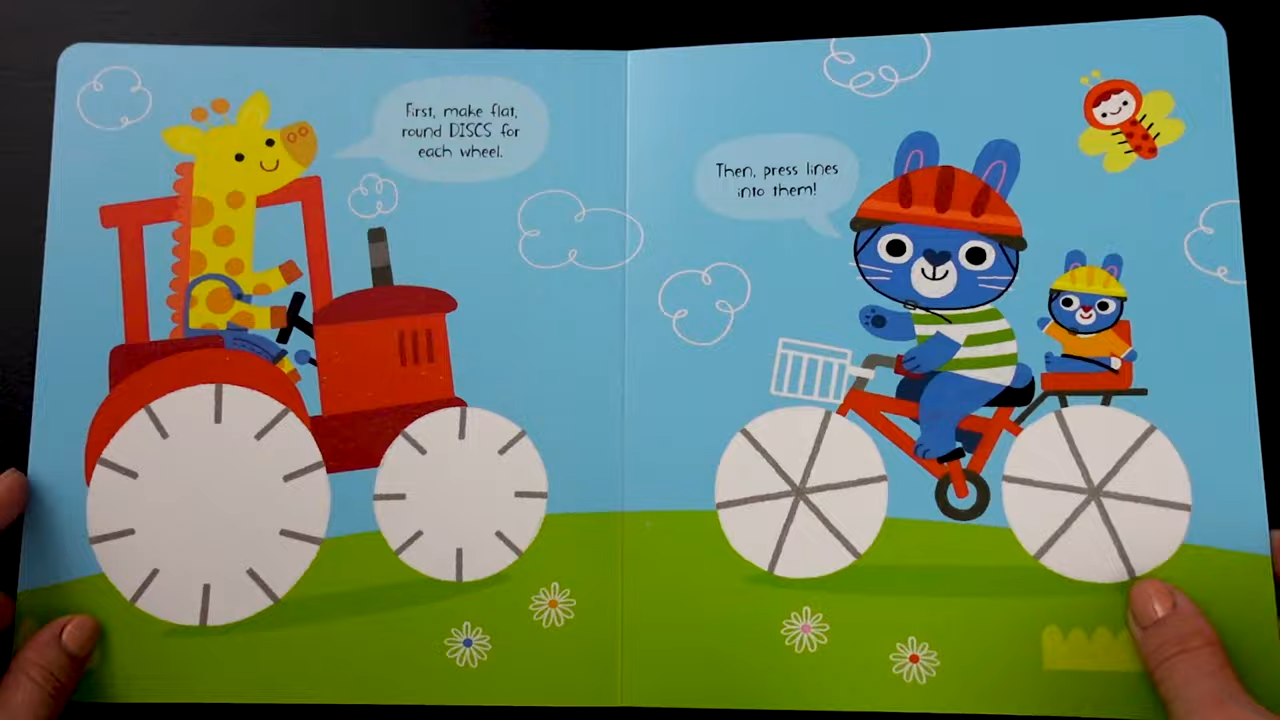 First, make flat,
round DISCS for
each wheel.
Then, press lines
into them!